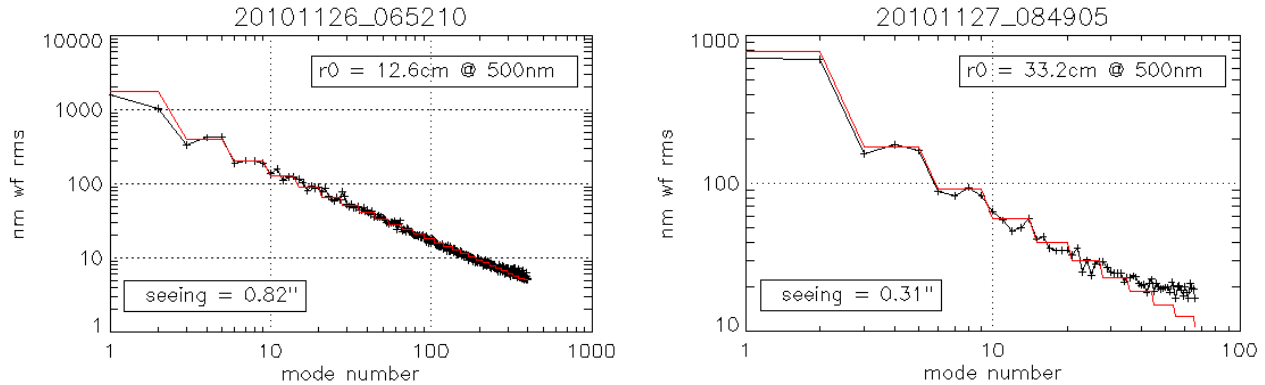 20101126_065210
10000
1000
100
10
1
nm wf rms
r0 = 12.6cm @ 500nm
seeing = 0.82"
1
10
100
1000
mode number
20101127_084905
1000
100
10
nm wf rms
r0 = 33.2cm @ 500nm
seeing = 0.31"
1
10
100
mode number